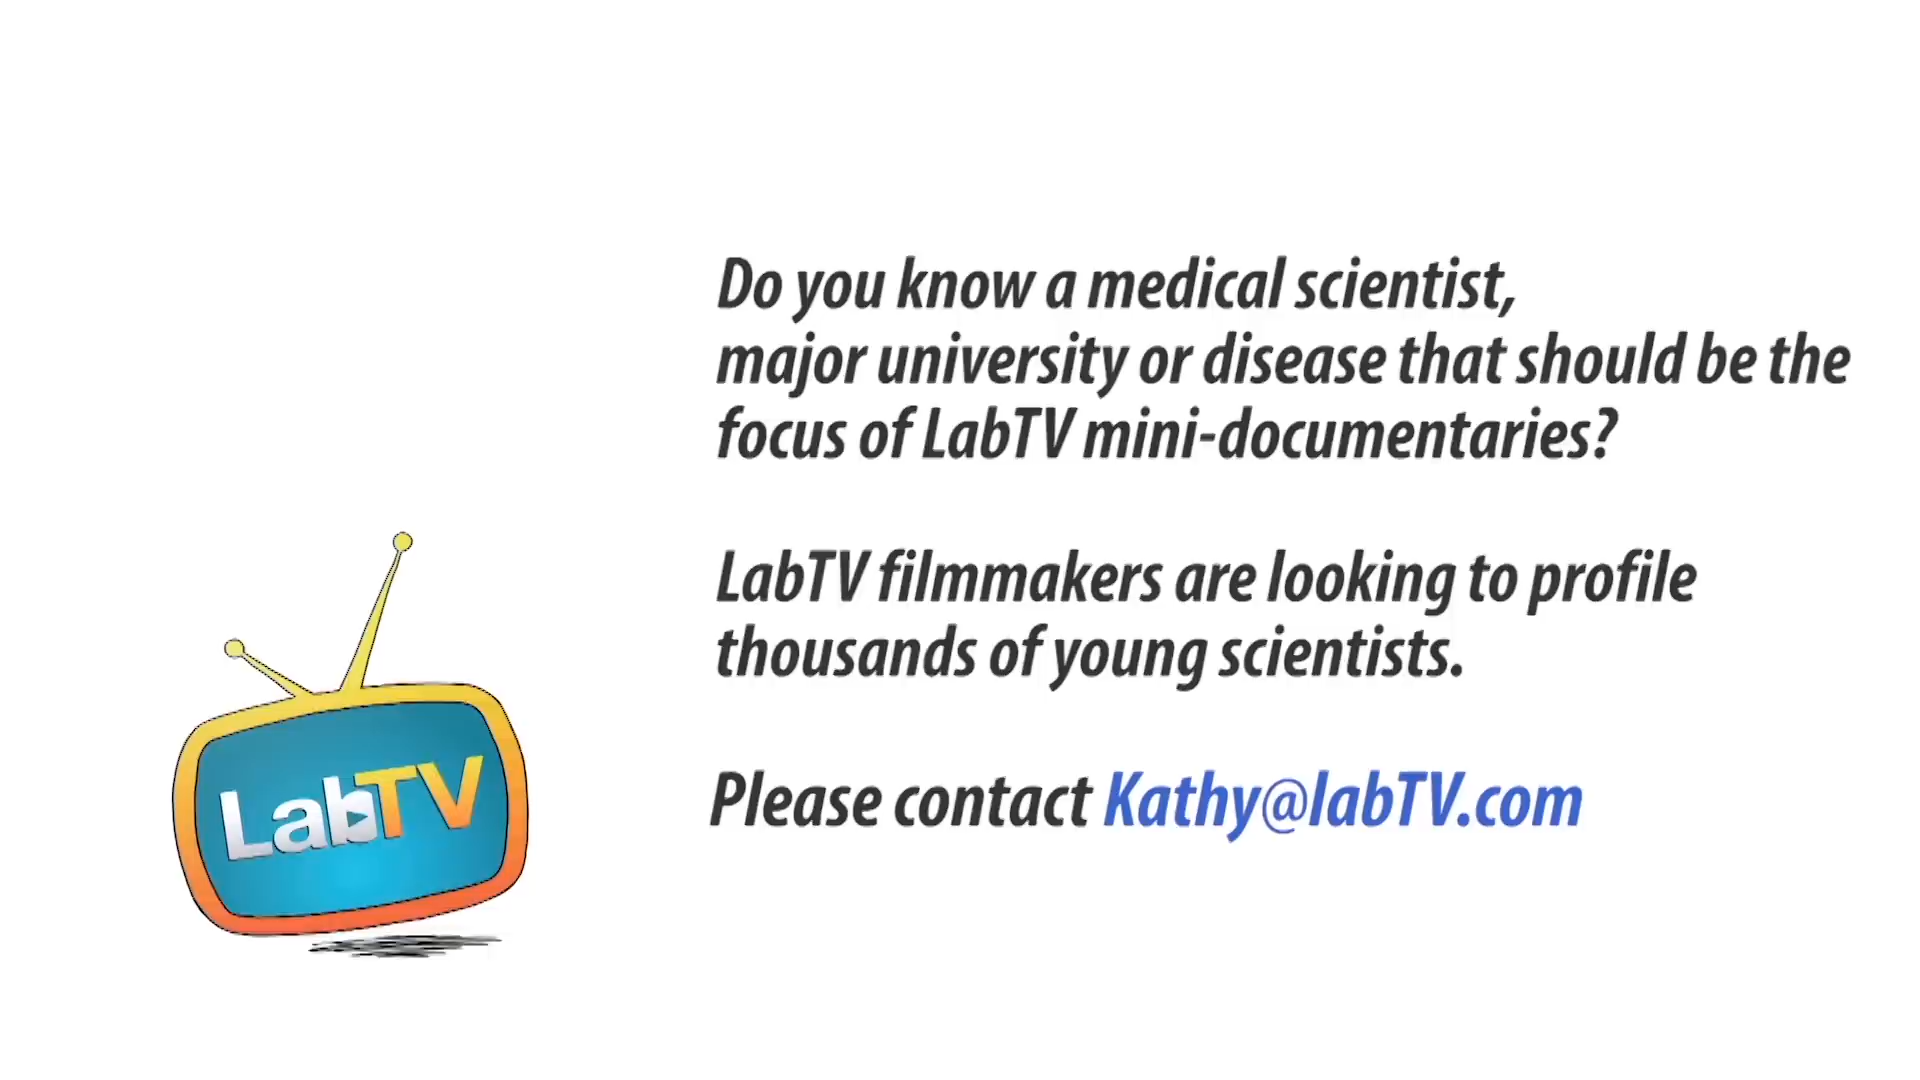 Do you know a medical scientist,
major university or disease that should be the
focus of LabTV mini-documentaries?
LabTV filmmakers are looking to profile
thousands of young scientists.
Please contact Kathy@labTV.com
LabTV